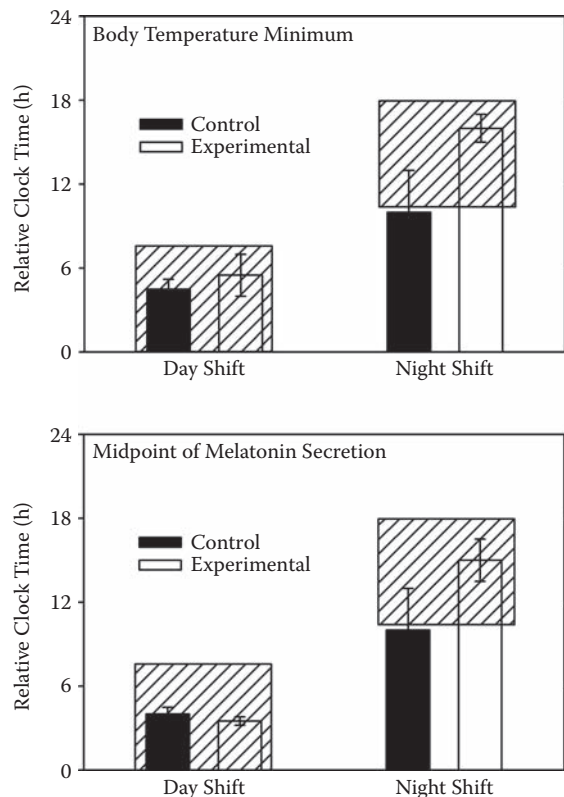 24
Body Temperature Minimum
18
Control
Experimental
12
6
0
Relative Clock Time (h)
Day Shift
Night Shift
24
Midpoint of Melatonin Secretion
18
Control
Experimental
12
6
0
Relative Clock Time (h)
Day Shift
Night Shift